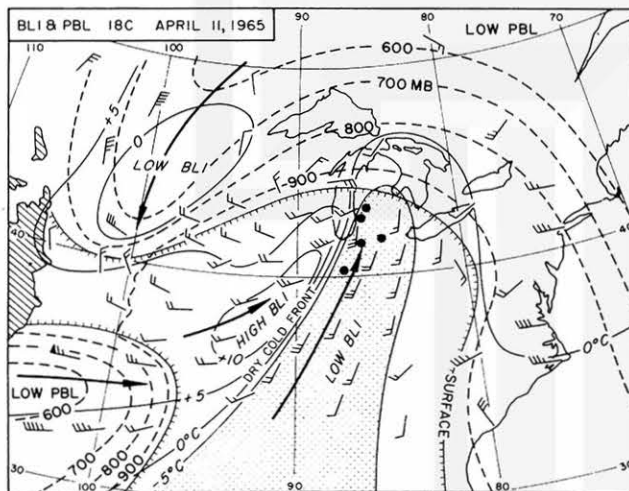 BLI & PBL 18C APRIL 11, 1965
110
100
90
80
LOW PBL
70
600
700 MB
800
900
+5
0
LOW BLI
40
40
HIGH BLI
+10
DRY COLD FRONT
LOW BLI
SURFACE
0°C
LOW PBL
600
+5
0°C
-5°C
700
800
900
30
100
90
80
30